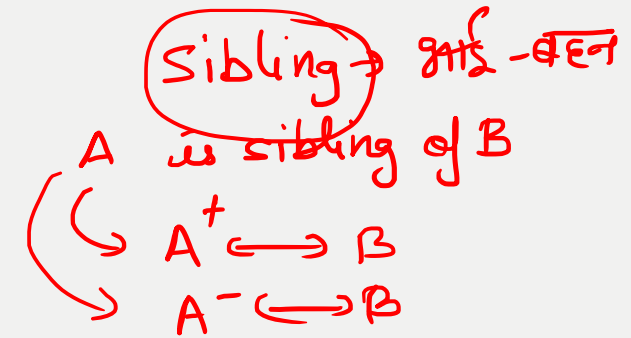 Sibling → भाई - बहन
A is sibling of B
A⁺ ↔ B
A⁻ ↔ B